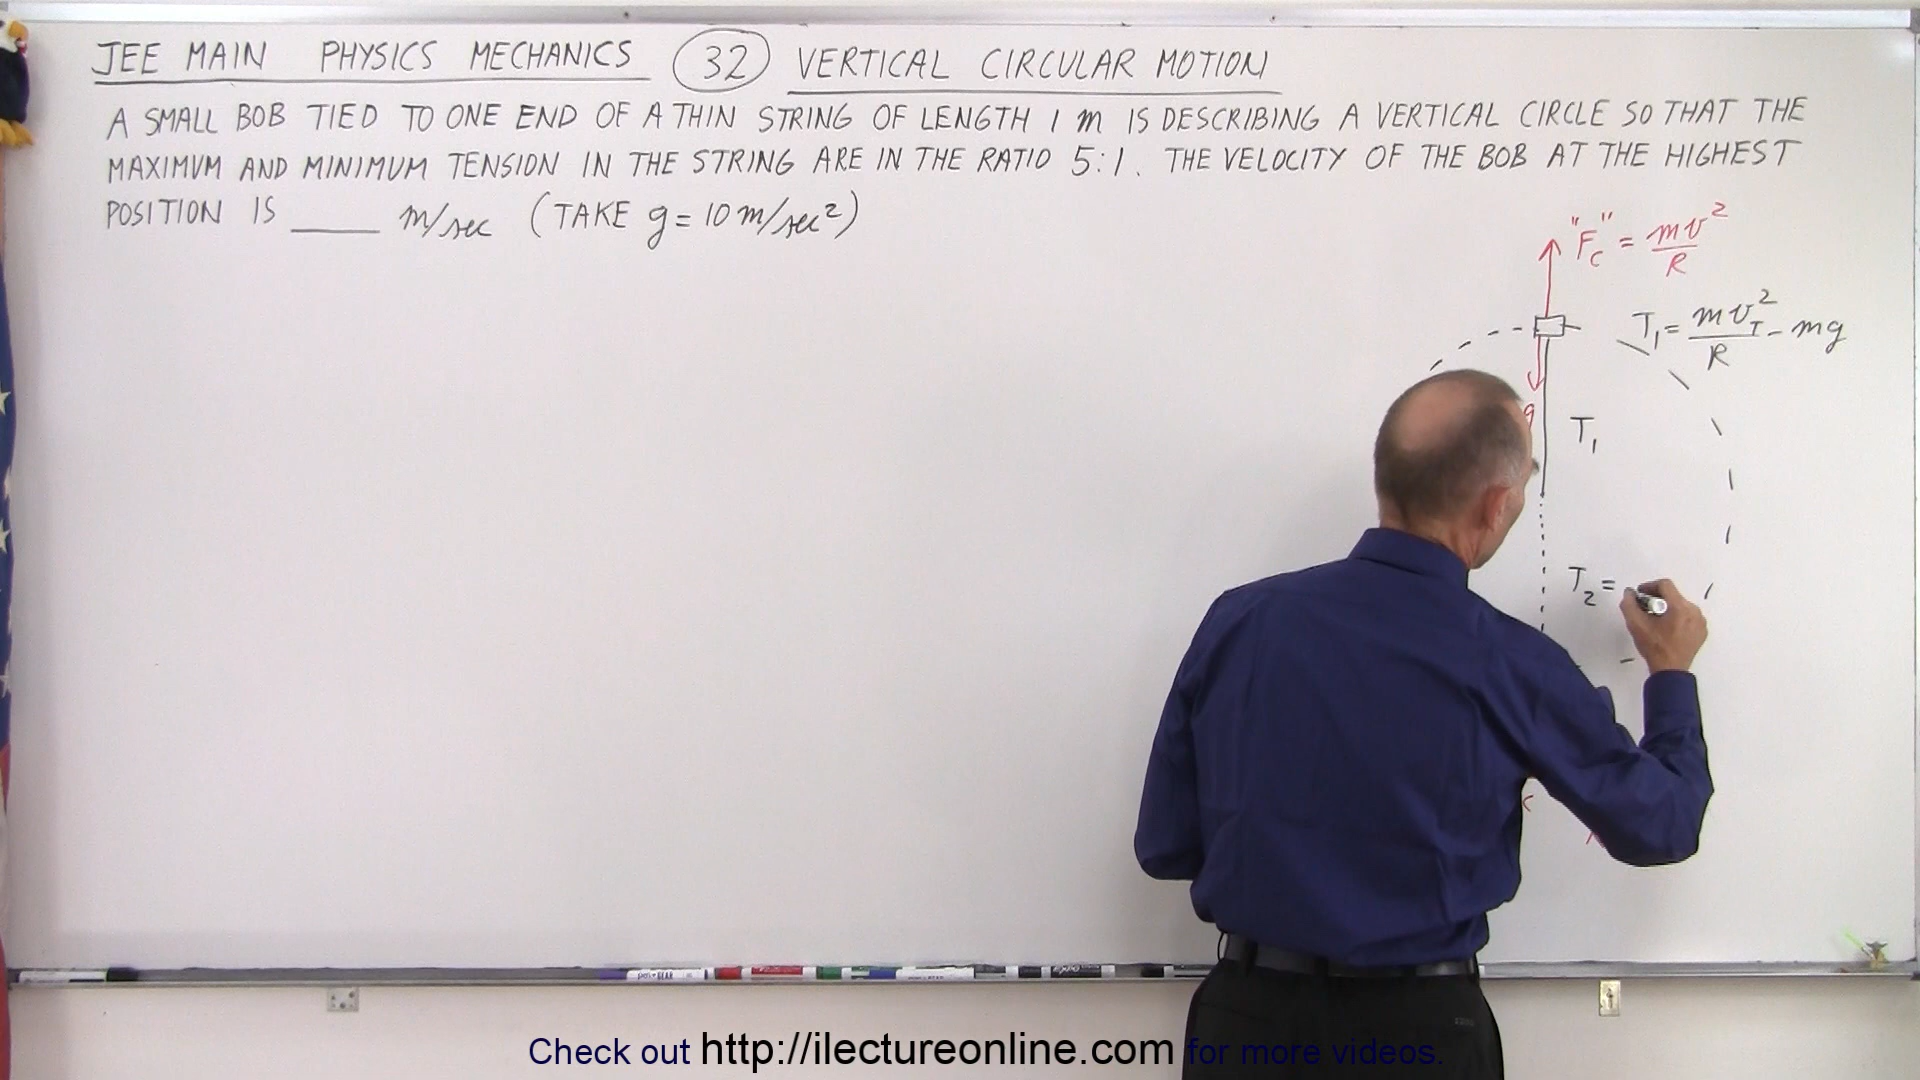 JEE MAIN PHYSICS MECHANICS 32 VERTICAL CIRCULAR MOTION
A SMALL BOB TIED TO ONE END OF A THIN STRING OF LENGTH 1 m IS DESCRIBING A VERTICAL CIRCLE SO THAT THE
MAXIMUM AND MINIMUM TENSION IN THE STRING ARE IN THE RATIO 5:1. THE VELOCITY OF THE BOB AT THE HIGHEST
POSITION IS ____ m/sec (TAKE g = 10 m/sec²)
"F_c" = mv²/R
T₁ = mv_T²/R - mg
g
T₁
T₂ =
c
Check out http://ilectureonline.com for more videos.